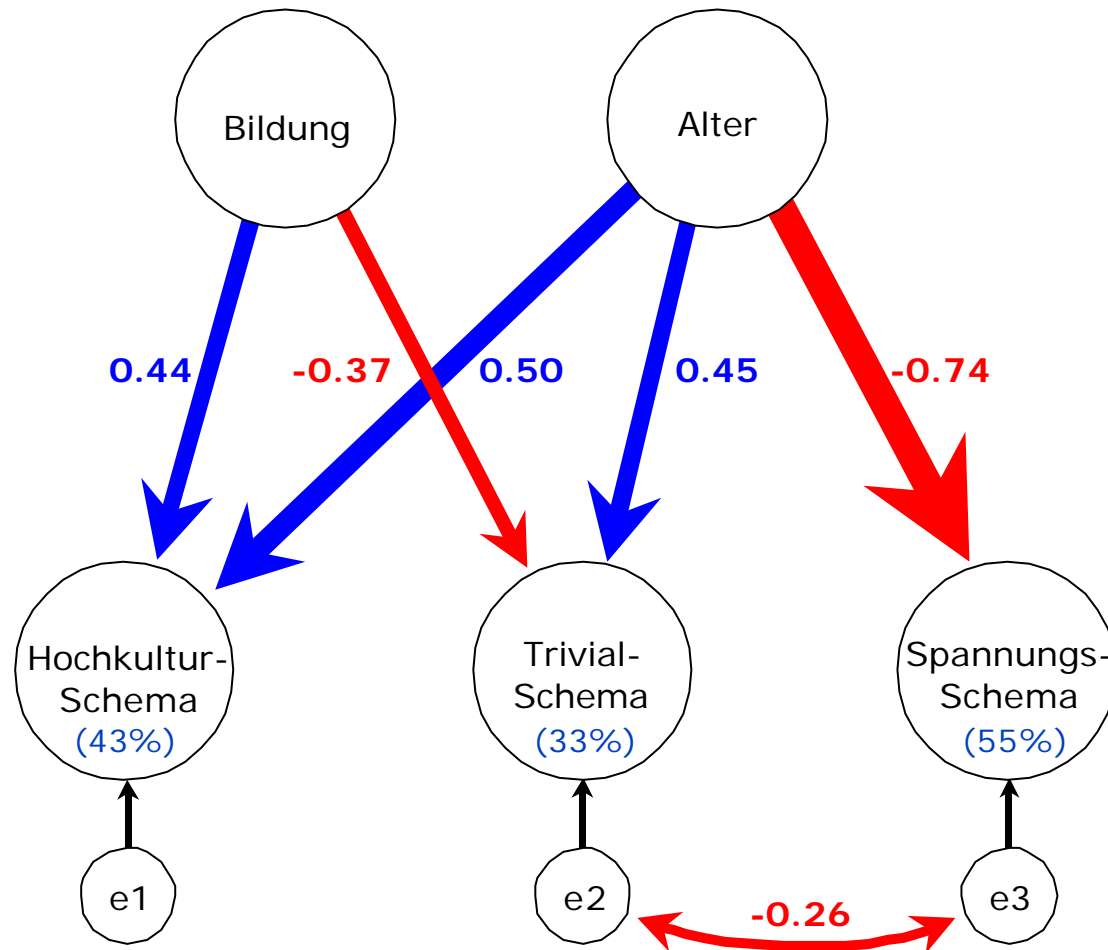 Bildung
Alter
0.44
-0.37
0.50
0.45
-0.74
Hochkultur-
Schema
(43%)
Trivial-
Schema
(33%)
Spannungs-
Schema
(55%)
e1
e2
e3
-0.26